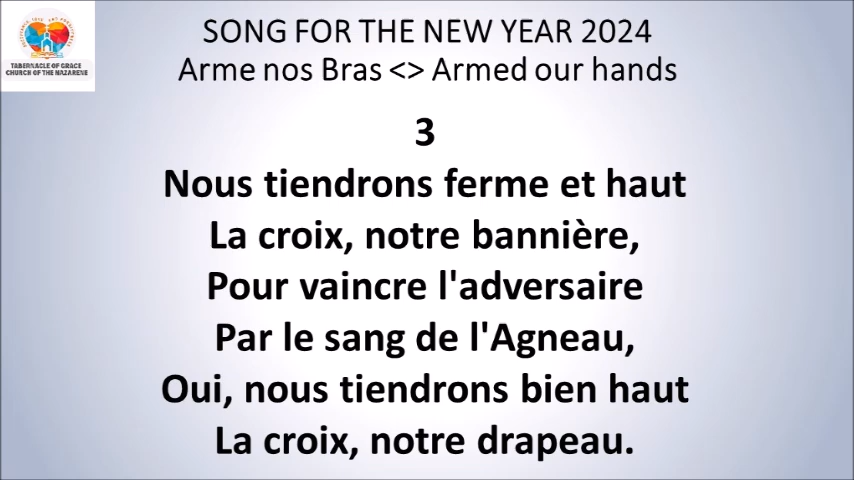 SONG FOR THE NEW YEAR 2024
Arme nos Bras <> Armed our hands
TABERNACLE OF GRACE
CHURCH OF THE NAZARENE
3
Nous tiendrons ferme et haut
La croix, notre bannière,
Pour vaincre l'adversaire
Par le sang de l'Agneau,
Oui, nous tiendrons bien haut
La croix, notre drapeau.